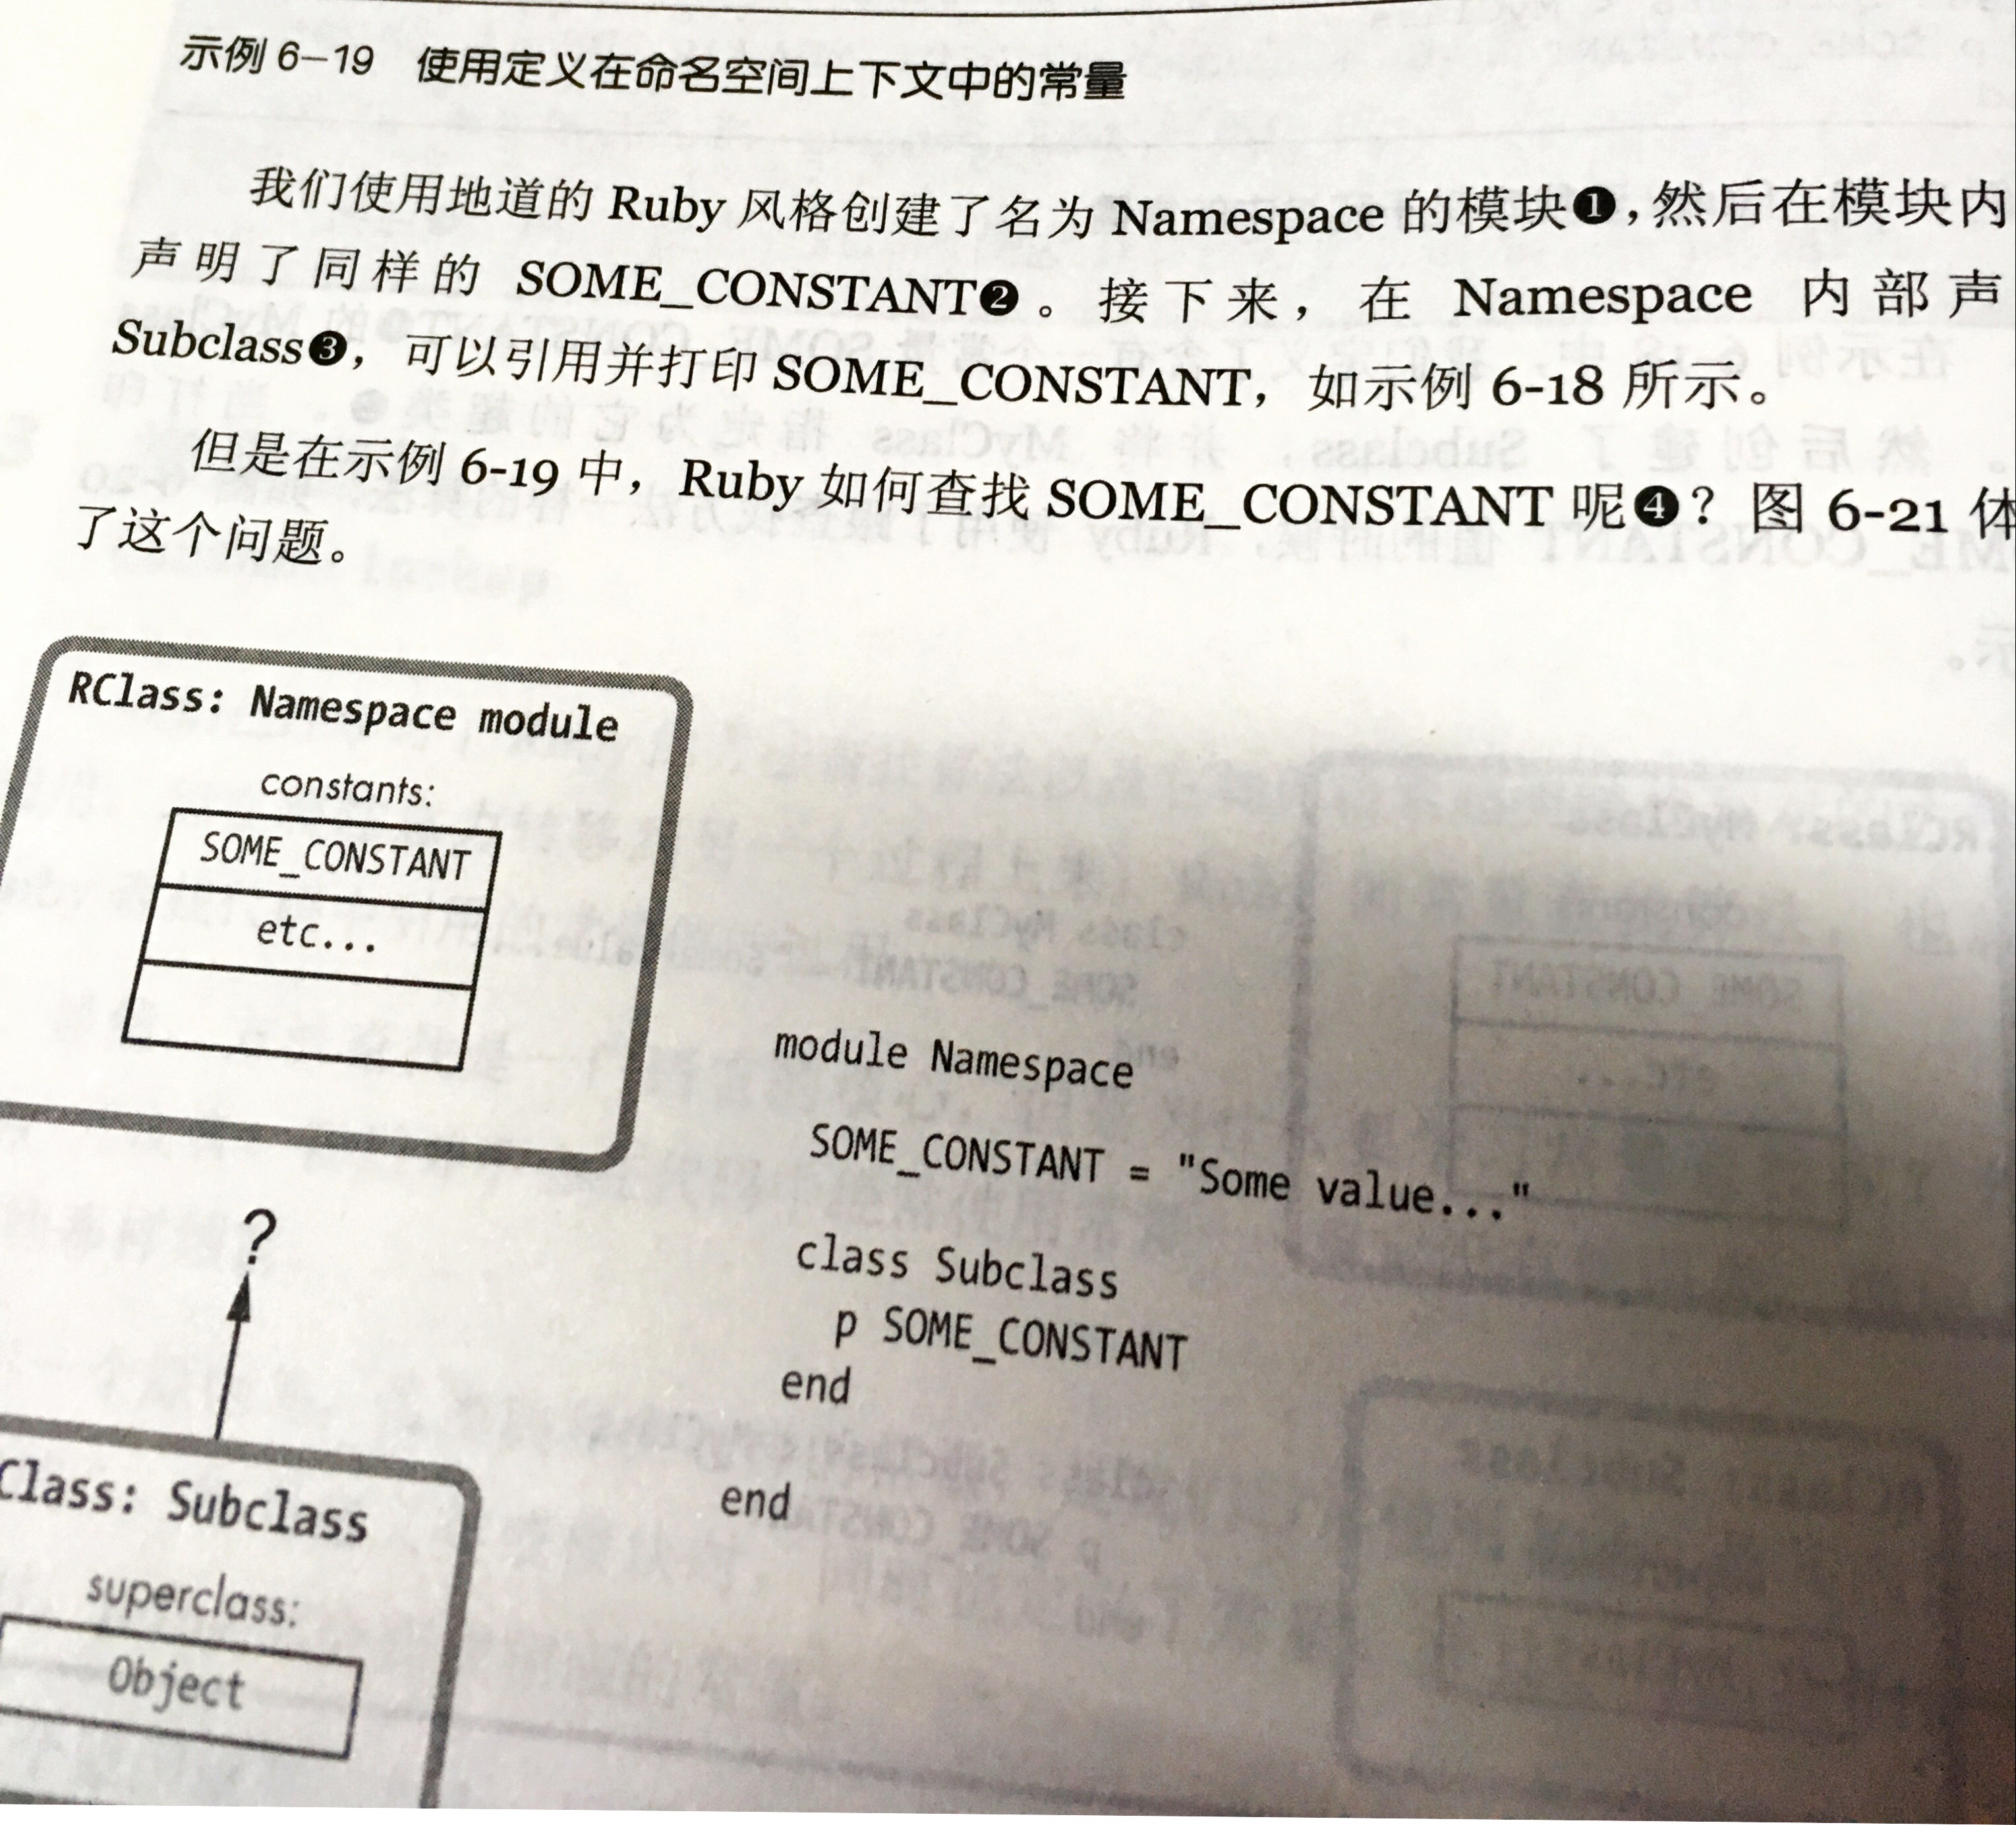 示例 6-19 使用定义在命名空间上下文中的常量
我们使用地道的 Ruby 风格创建了名为 Namespace 的模块❶，然后在模块内
声明了同样的 SOME_CONSTANT❷。接下来，在 Namespace 内部声
Subclass❸，可以引用并打印 SOME_CONSTANT，如示例 6-18 所示。
但是在示例 6-19 中，Ruby 如何查找 SOME_CONSTANT 呢❹？图 6-21 体
了这个问题。
RClass: Namespace module
constants:
SOME_CONSTANT
etc...
module Namespace
SOME_CONSTANT = "Some value..."
?
class Subclass
p SOME_CONSTANT
end
end
Class: Subclass
superclass:
Object